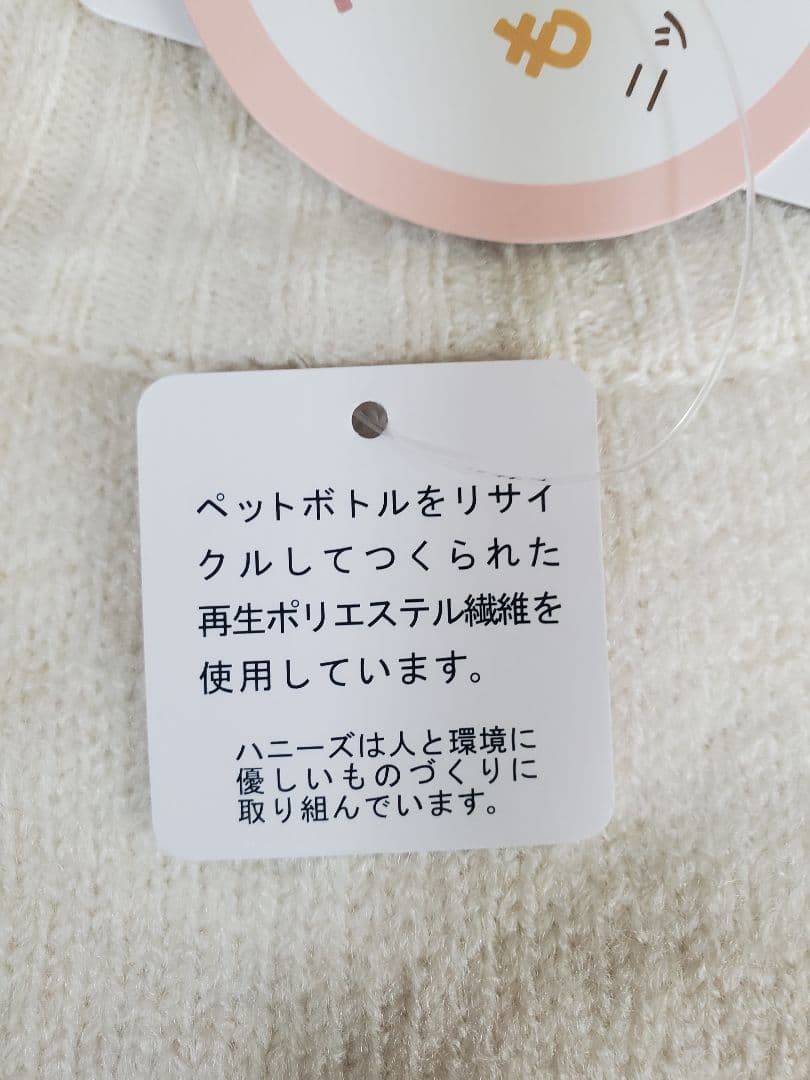 も
ニッ
ペットボトルをリサイ
クルしてつくられた
再生ポリエステル繊維を
使用しています。
ハニーズは人と環境に
優しいものづくりに
取り組んでいます。